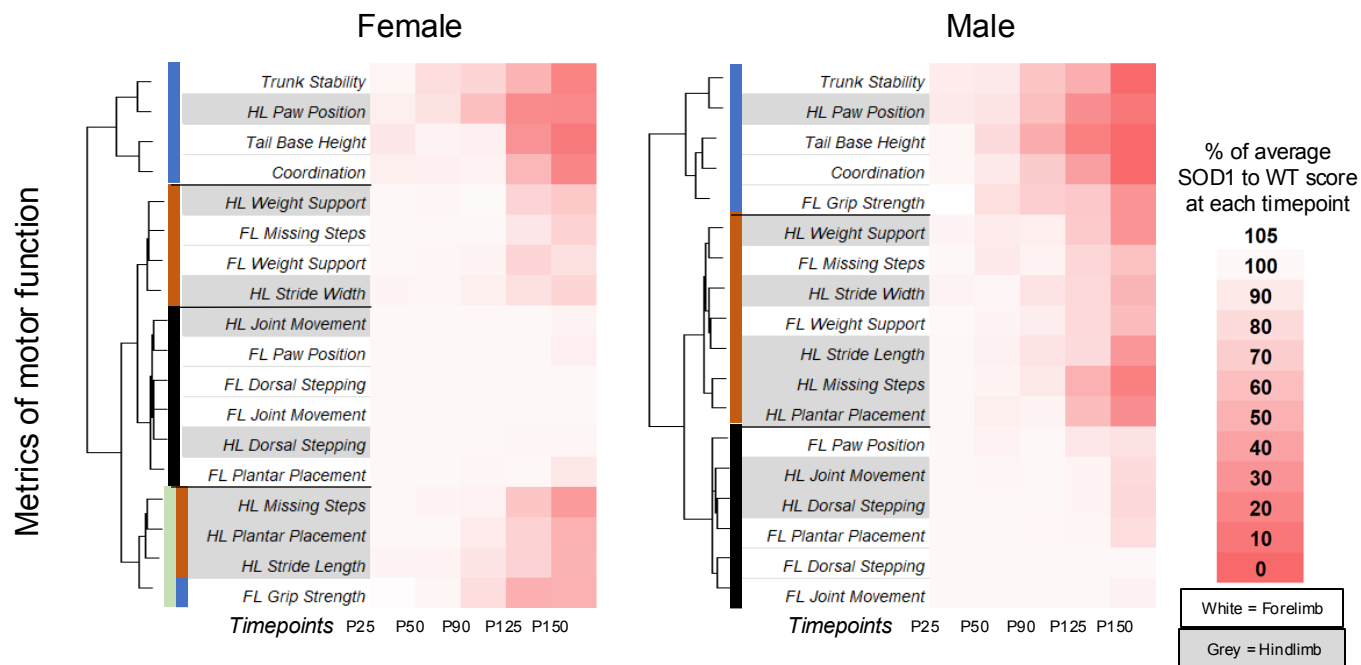 Female
Male
Metrics of motor function
Trunk Stability
HL Paw Position
Tail Base Height
Coordination
HL Weight Support
FL Missing Steps
FL Weight Support
HL Stride Width
HL Joint Movement
FL Paw Position
FL Dorsal Stepping
FL Joint Movement
HL Dorsal Stepping
FL Plantar Placement
HL Missing Steps
HL Plantar Placement
HL Stride Length
FL Grip Strength
Timepoints P25 P50 P90 P125 P150
Trunk Stability
HL Paw Position
Tail Base Height
Coordination
FL Grip Strength
HL Weight Support
FL Missing Steps
HL Stride Width
FL Weight Support
HL Stride Length
HL Missing Steps
HL Plantar Placement
FL Paw Position
HL Joint Movement
HL Dorsal Stepping
FL Plantar Placement
FL Dorsal Stepping
FL Joint Movement
Timepoints P25 P50 P90 P125 P150
% of average
SOD1 to WT score
at each timepoint
105
100
90
80
70
60
50
40
30
20
10
0
White = Forelimb
Grey = Hindlimb